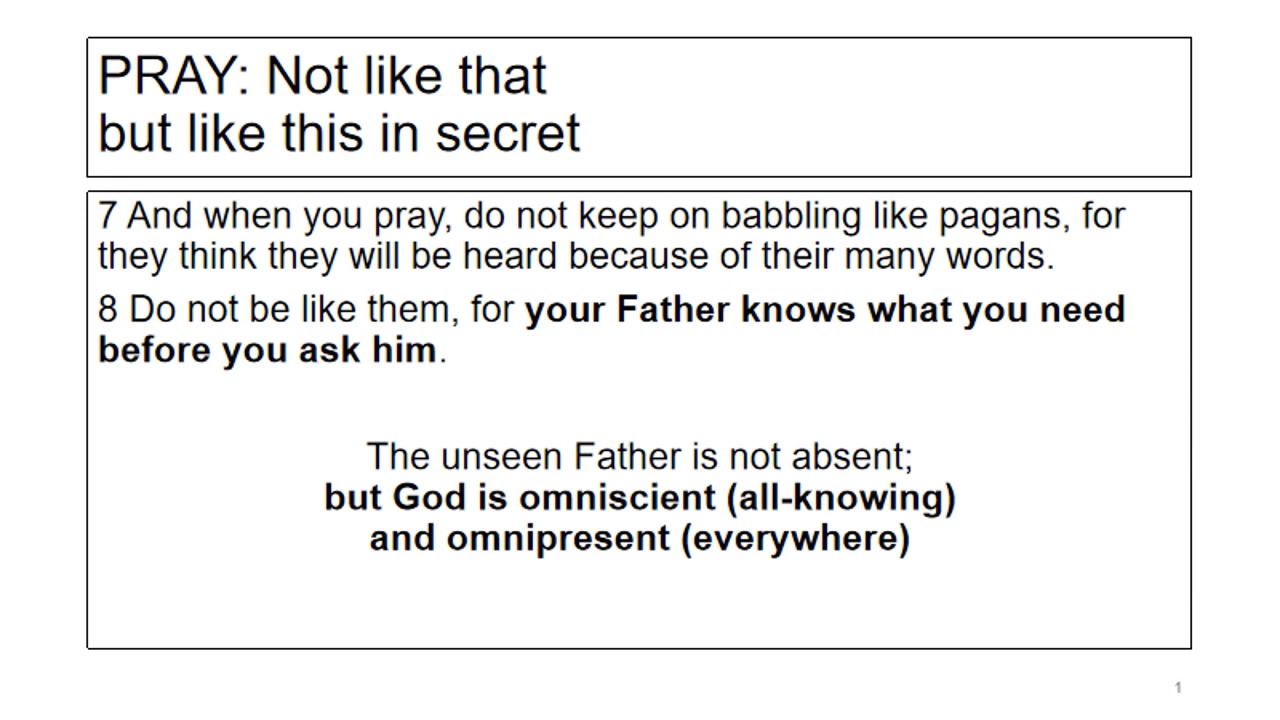 PRAY: Not like that
but like this in secret
7 And when you pray, do not keep on babbling like pagans, for
they think they will be heard because of their many words.
8 Do not be like them, for your Father knows what you need
before you ask him.
The unseen Father is not absent;
but God is omniscient (all-knowing)
and omnipresent (everywhere)
1